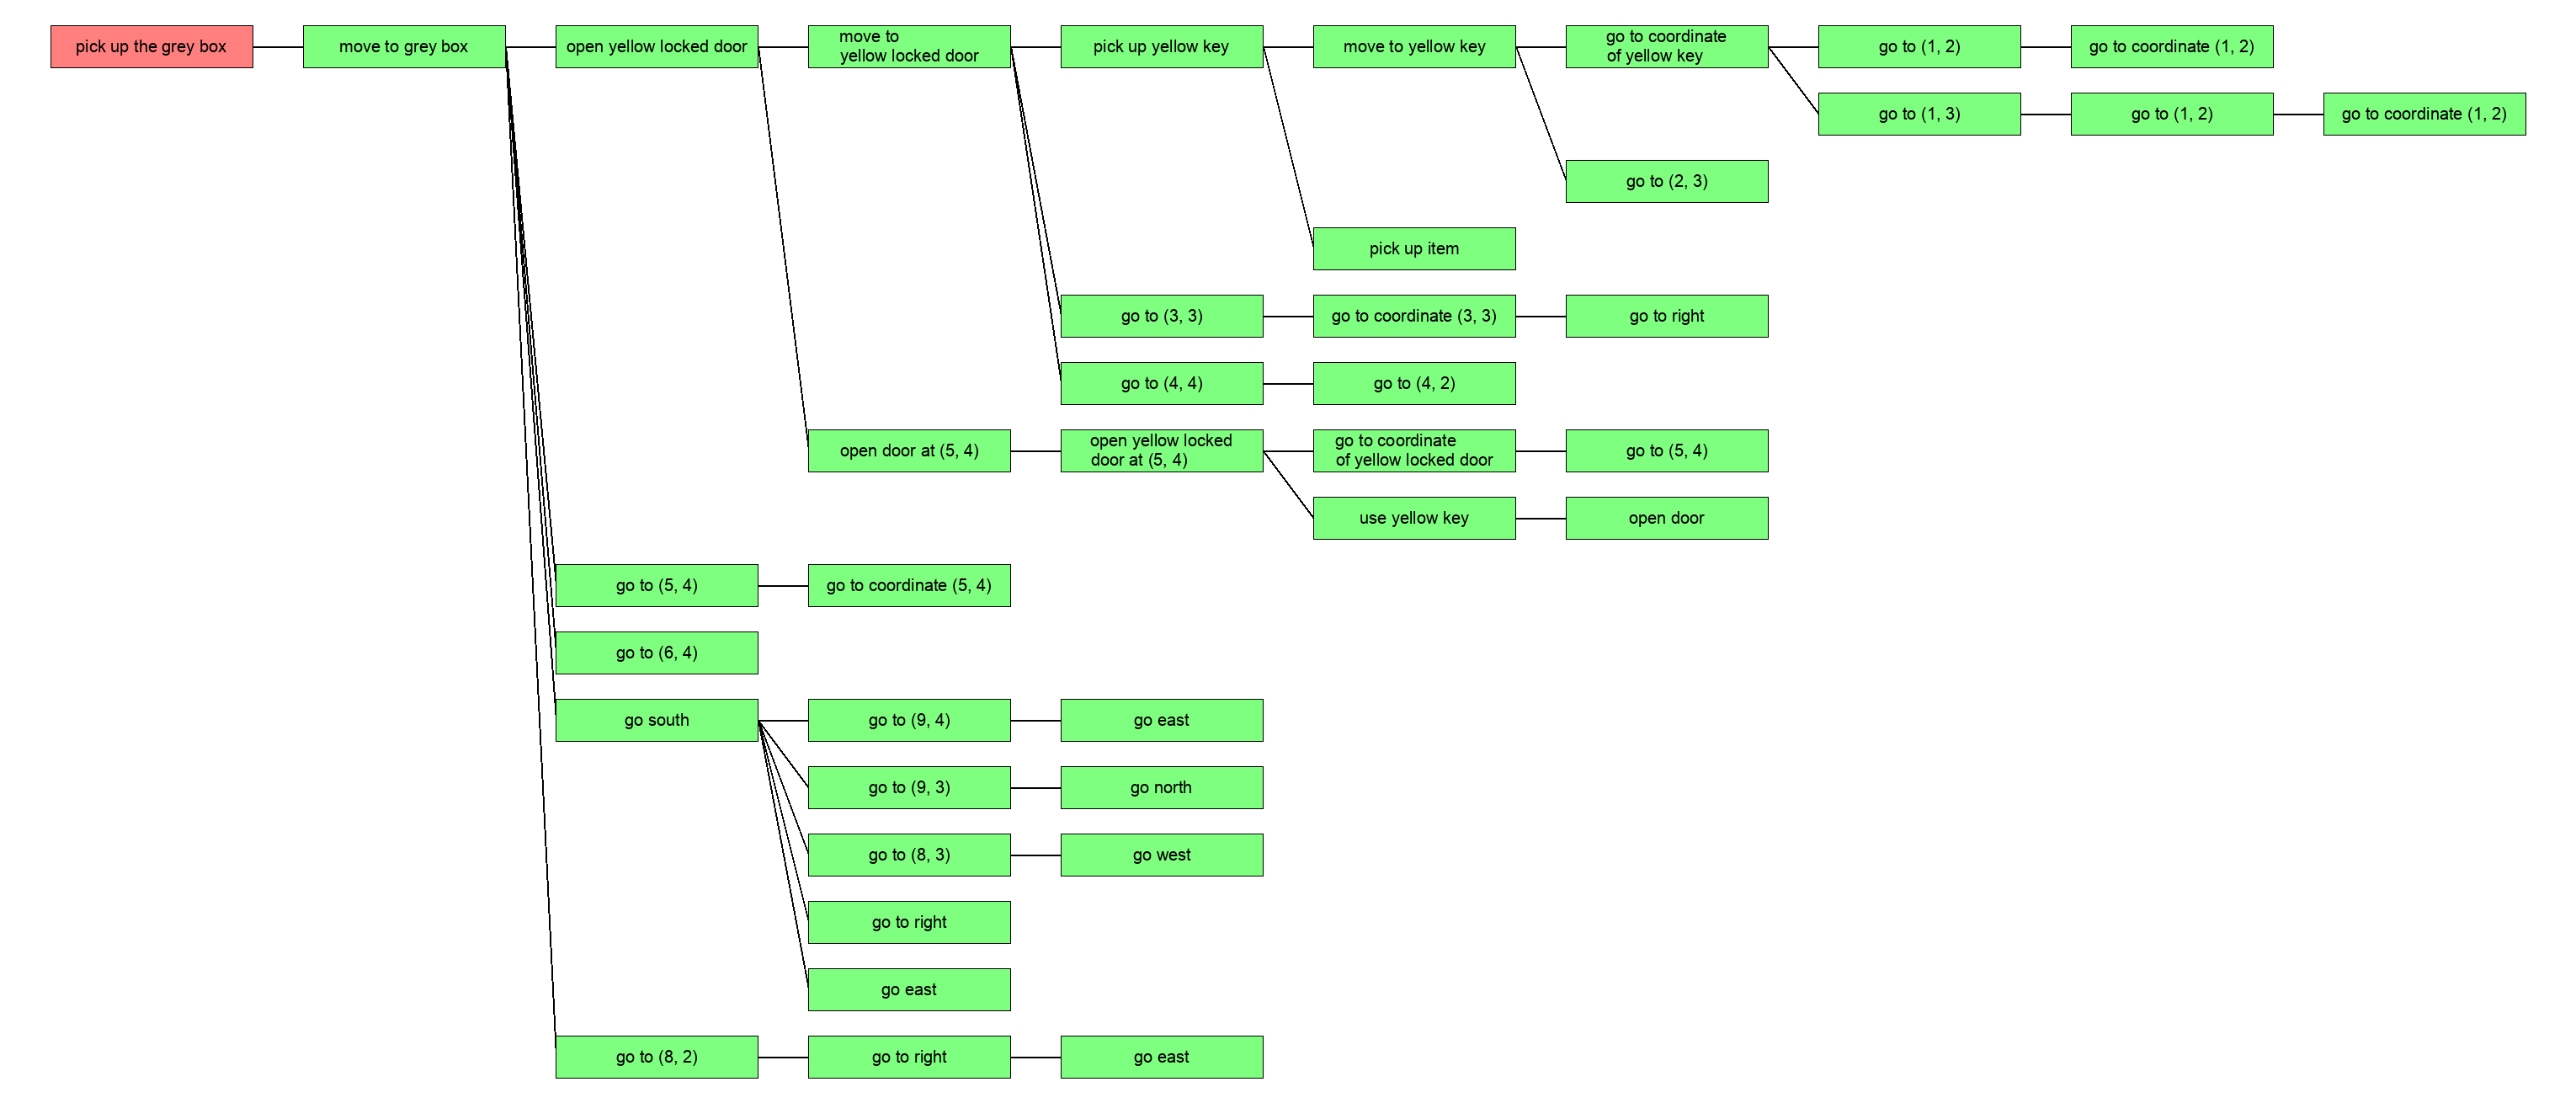 pick up the grey box
move to grey box
open yellow locked door
move to
yellow locked door
pick up yellow key
move to yellow key
go to coordinate
of yellow key
go to (1, 2)
go to coordinate (1, 2)
go to (1, 3)
go to (1, 2)
go to coordinate (1, 2)
go to (2, 3)
pick up item
go to (3, 3)
go to coordinate (3, 3)
go to right
go to (4, 4)
go to (4, 2)
open door at (5, 4)
open yellow locked
door at (5, 4)
go to coordinate
of yellow locked door
go to (5, 4)
use yellow key
open door
go to (5, 4)
go to coordinate (5, 4)
go to (6, 4)
go south
go to (9, 4)
go east
go to (9, 3)
go north
go to (8, 3)
go west
go to right
go east
go to (8, 2)
go to right
go east